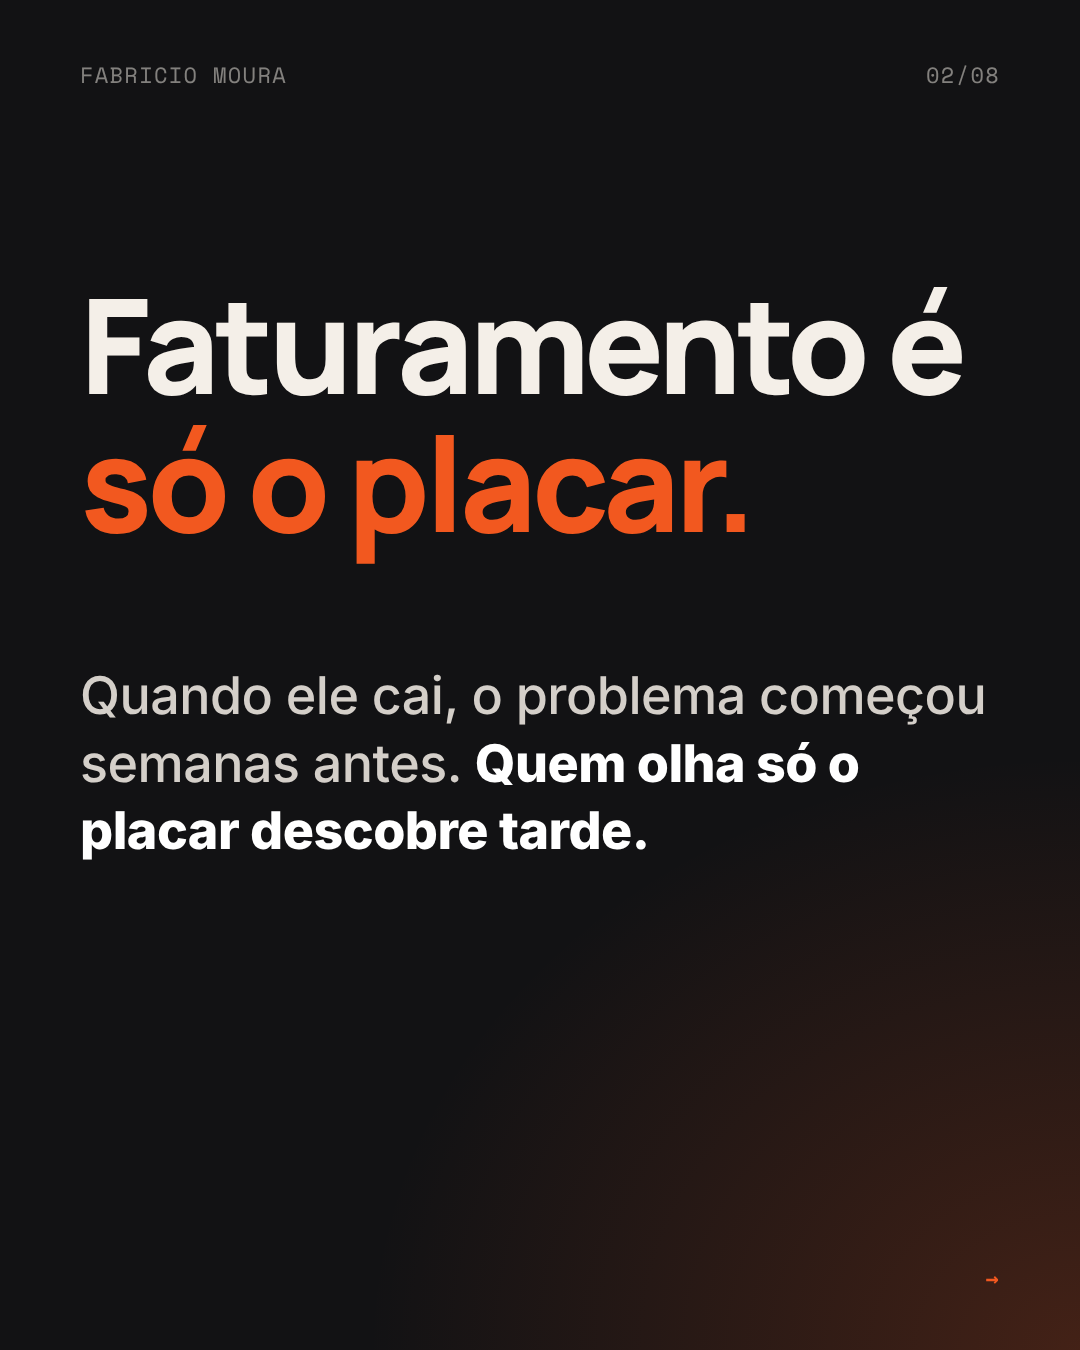 FABRICIO MOURA
02/08
Faturamento é
só o placar.
Quando ele cai, o problema começou
semanas antes. Quem olha só o
placar descobre tarde.
→